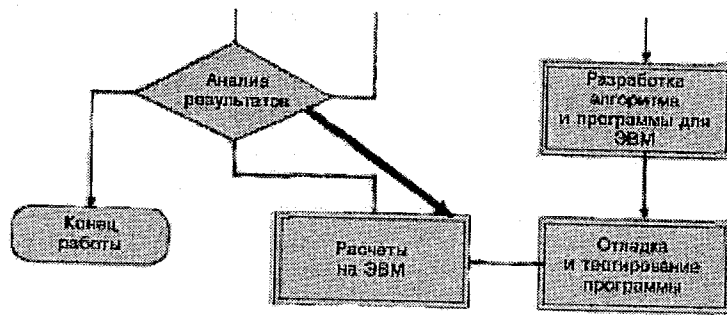 Анализ
результатов
Разработка
алгоритма
и программы для
ЭВМ
Конец
работы
Расчеты
на ЭВМ
Отладка
и тестирование
программы